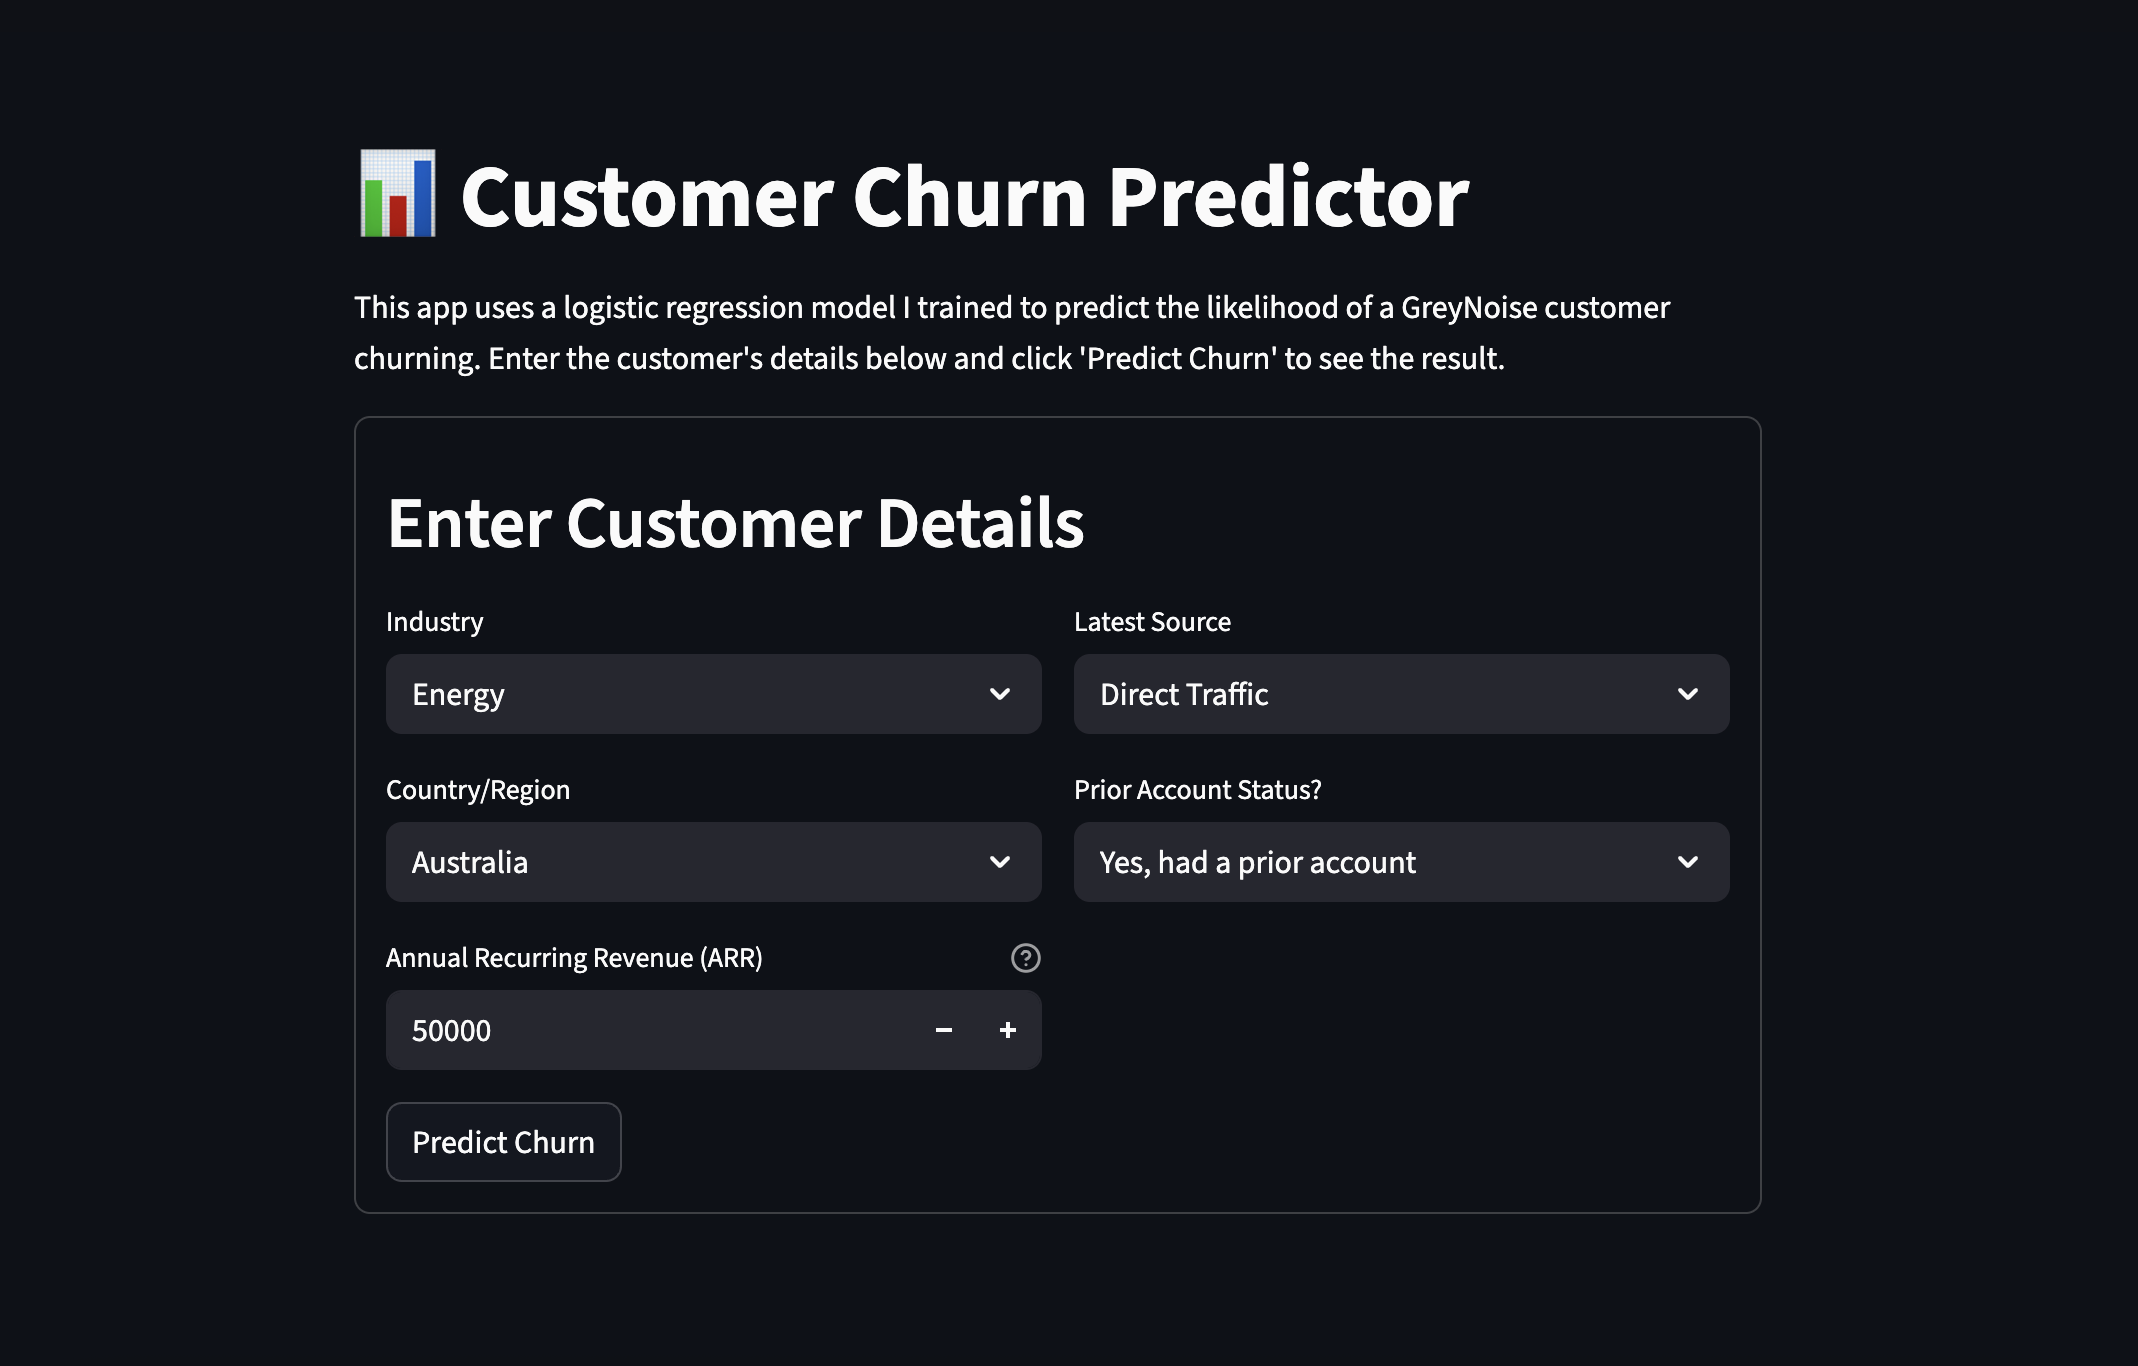 Customer Churn Predictor
This app uses a logistic regression model I trained to predict the likelihood of a GreyNoise customer
churning. Enter the customer's details below and click 'Predict Churn' to see the result.
Enter Customer Details
Industry
Energy
Latest Source
Direct Traffic
Country/Region
Australia
Prior Account Status?
Yes, had a prior account
Annual Recurring Revenue (ARR)
50000
Predict Churn